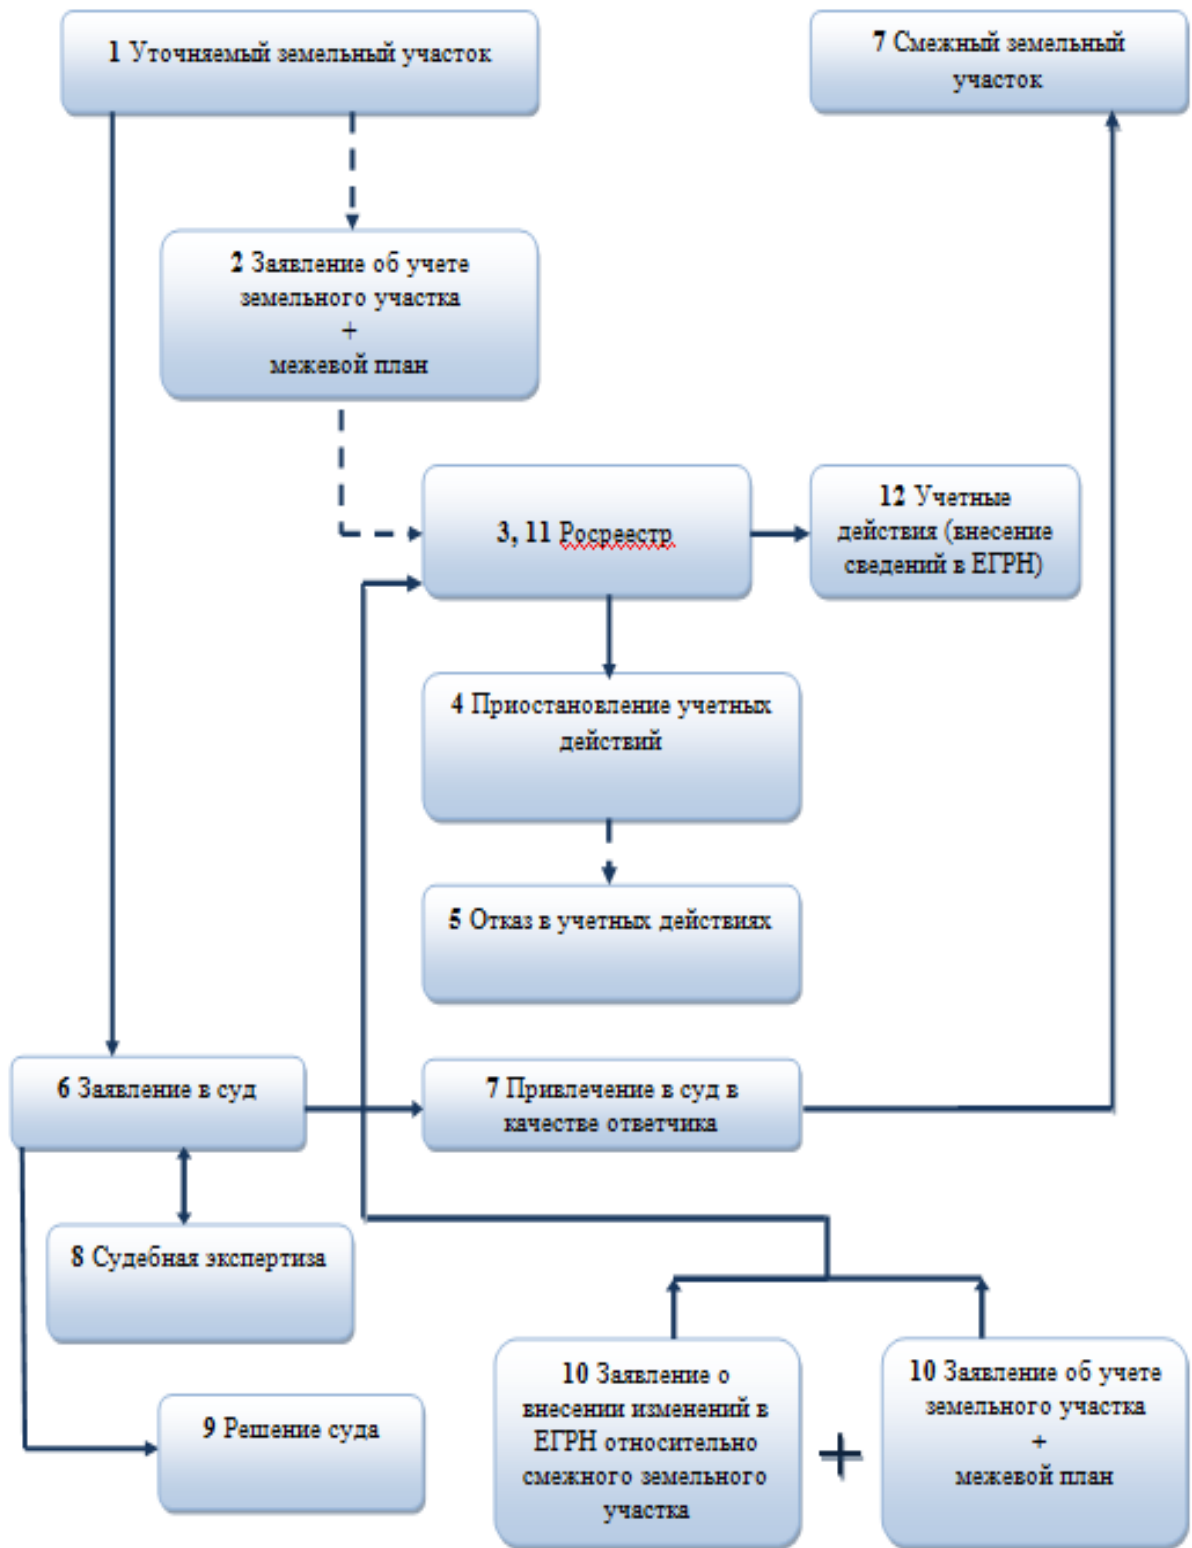 1 Уточняемый земельный участок
7 Смежный земельный
участок
2 Заявление об учете
земельного участка
+
межевой план
3, 11 Росреестр
12 Учетные
действия (внесение
сведений в ЕГРН)
4 Приостановление учетных
действий
5 Отказ в учетных действиях
6 Заявление в суд
7 Привлечение в суд в
качестве ответчика
8 Судебная экспертиза
9 Решение суда
10 Заявление о
внесении изменений в
ЕГРН относительно
смежного земельного
участка
+
10 Заявление об учете
земельного участка
+
межевой план